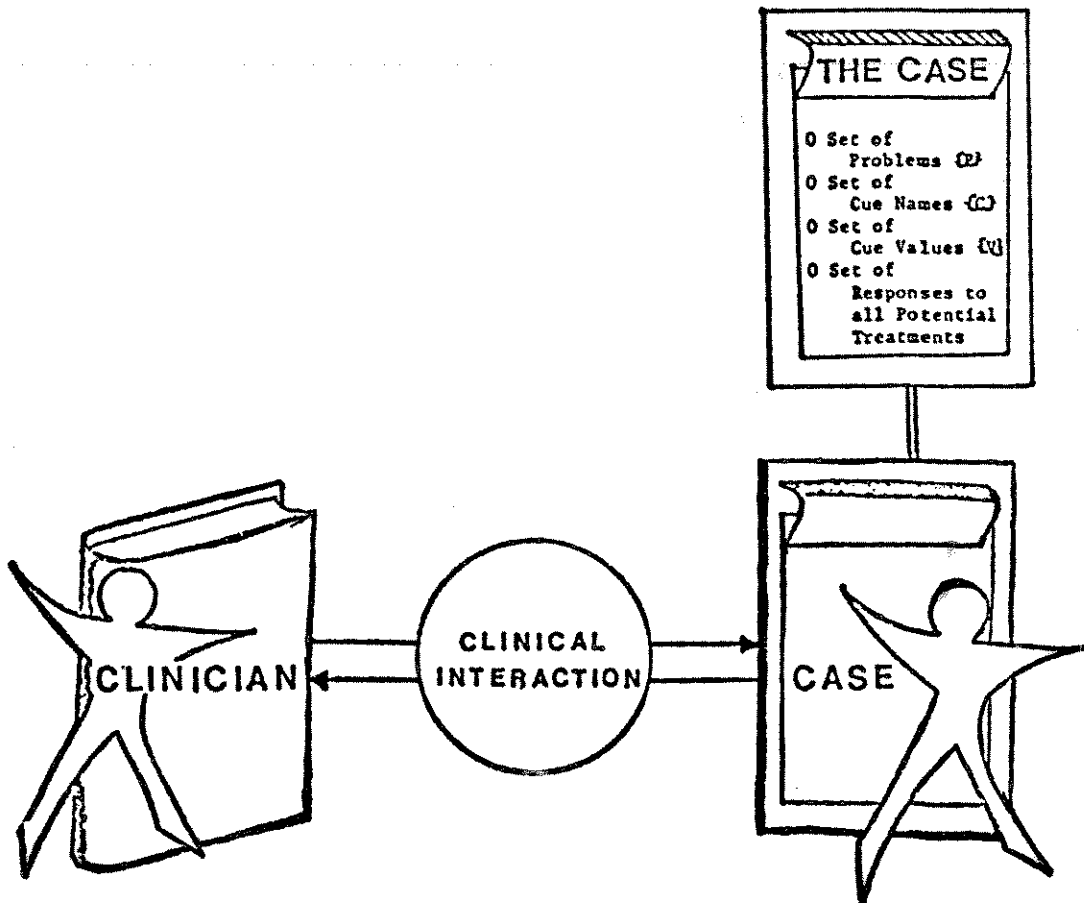 THE CASE
O Set of
Problems {P}
O Set of
Cue Names {C}
O Set of
Cue Values {V}
O Set of
Responses to
all Potential
Treatments
CLINICIAN
CLINICAL
INTERACTION
CASE